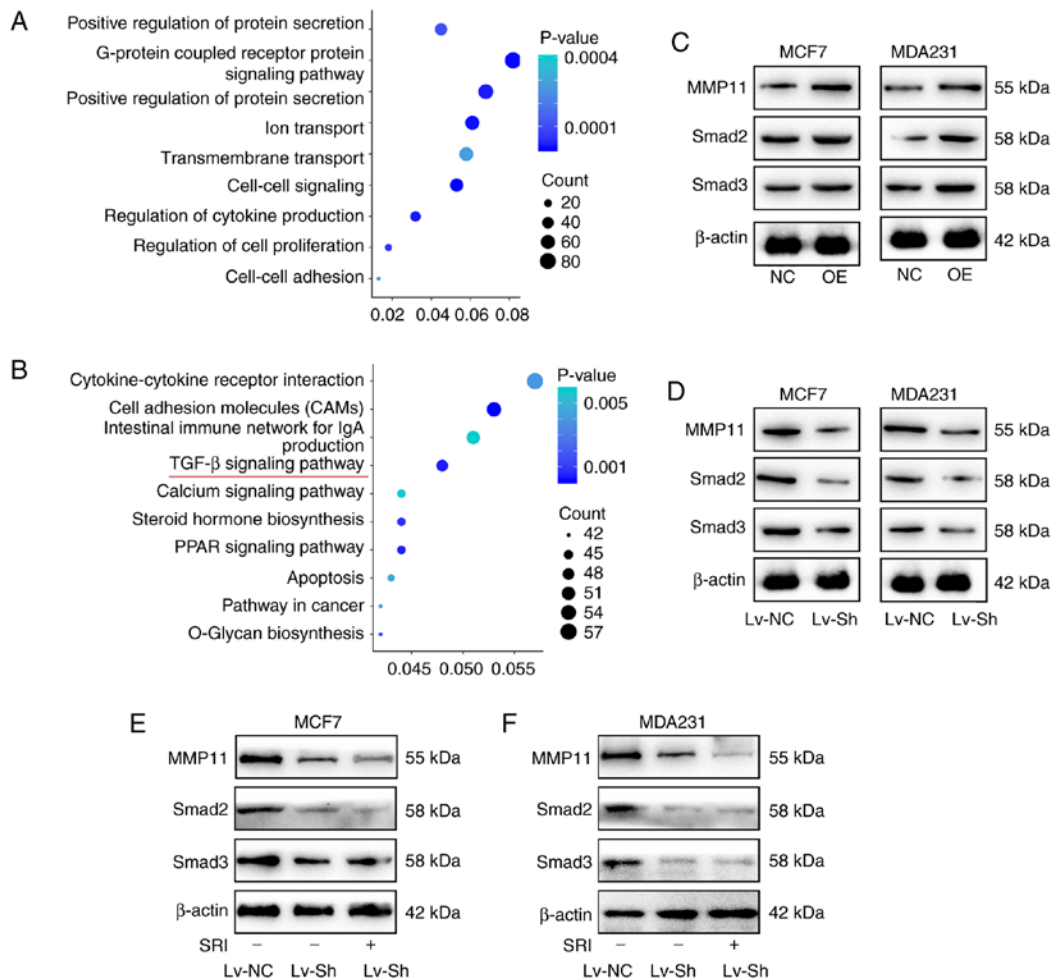 A
Positive regulation of protein secretion
G-protein coupled receptor protein
signaling pathway
Positive regulation of protein secretion
Ion transport
Transmembrane transport
Cell-cell signaling
Regulation of cytokine production
Regulation of cell proliferation
Cell-cell adhesion
0.02 0.04 0.06 0.08
P-value
0.0004
0.0001
Count
20
40
60
80
B
Cytokine-cytokine receptor interaction
Cell adhesion molecules (CAMs)
Intestinal immune network for IgA
production
TGF-β signaling pathway
Calcium signaling pathway
Steroid hormone biosynthesis
PPAR signaling pathway
Apoptosis
Pathway in cancer
O-Glycan biosynthesis
0.045 0.050 0.055
P-value
0.005
0.001
Count
42
45
48
51
54
57
C
MCF7 MDA231
MMP11 55 kDa
Smad2 58 kDa
Smad3 58 kDa
β-actin 42 kDa
NC OE NC OE
D
MCF7 MDA231
MMP11 55 kDa
Smad2 58 kDa
Smad3 58 kDa
β-actin 42 kDa
Lv-NC Lv-Sh Lv-NC Lv-Sh
E
MCF7
MMP11 55 kDa
Smad2 58 kDa
Smad3 58 kDa
β-actin 42 kDa
SRI − − +
Lv-NC Lv-Sh Lv-Sh
F
MDA231
MMP11 55 kDa
Smad2 58 kDa
Smad3 58 kDa
β-actin 42 kDa
SRI − − +
Lv-NC Lv-Sh Lv-Sh